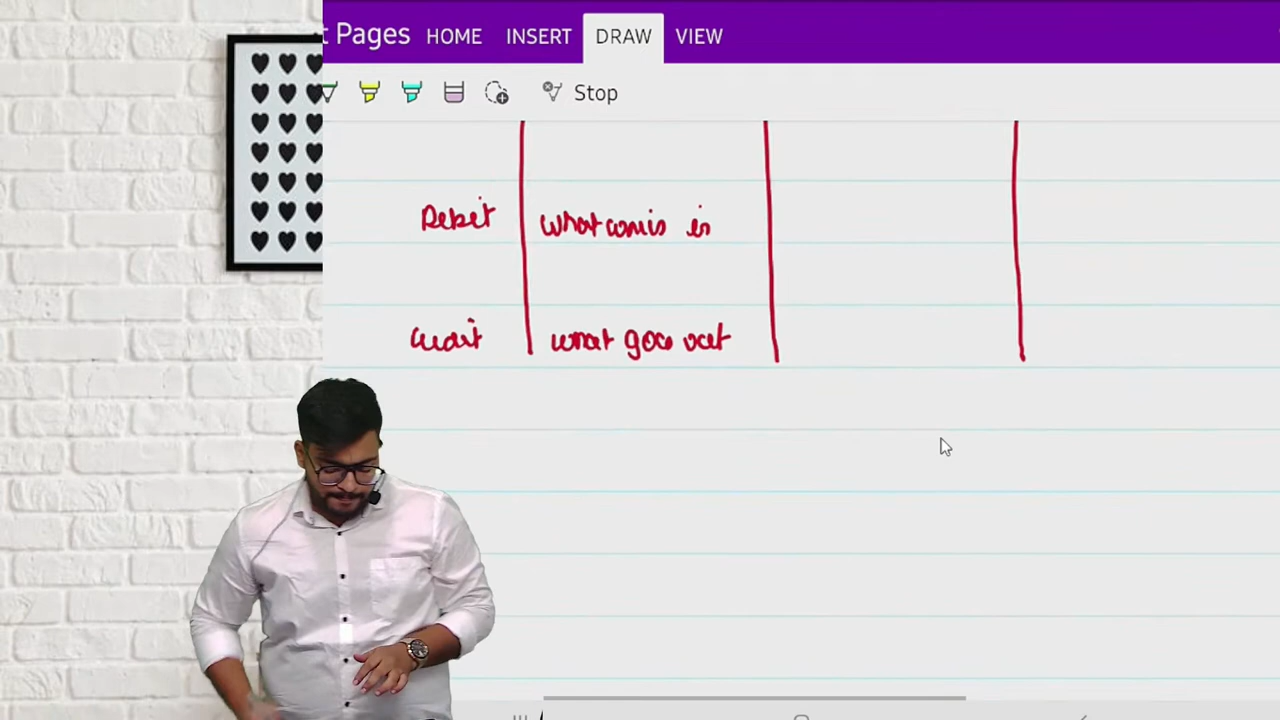 t Pages HOME INSERT DRAW VIEW
Stop
Debit what comes in
Credit what goes out